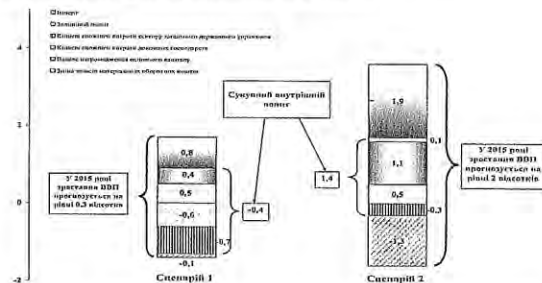 Імпорт
Зовнішній попит
Кінцеві споживчі витрати сектору загального державного управління
Кінцеві споживчі витрати домашніх господарств
Валове нагромадження основного капіталу
Зміна запасів матеріальних оборотних коштів
4
2
0
-2
Сукупний внутрішній попит
У 2015 році
зростання ВВП
прогнозується на
рівні 0,3 відсотків
0,8
0,4
0,5
-0,6
-0,7
-0,1
-0,4
1,4
1,9
0,1
1,1
0,5
-0,3
-1,3
У 2015 році
зростання ВВП
прогнозується на
рівні 2 відсотків
Сценарій 1
Сценарій 2